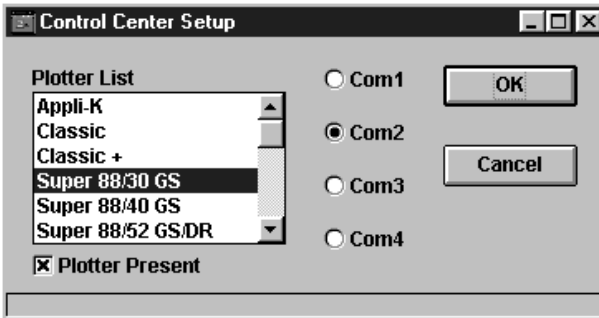 Control Center Setup
Plotter List
Appli-K
Classic
Classic +
Super 88/30 GS
Super 88/40 GS
Super 88/52 GS/DR
Plotter Present
Com1
Com2
Com3
Com4
OK
Cancel